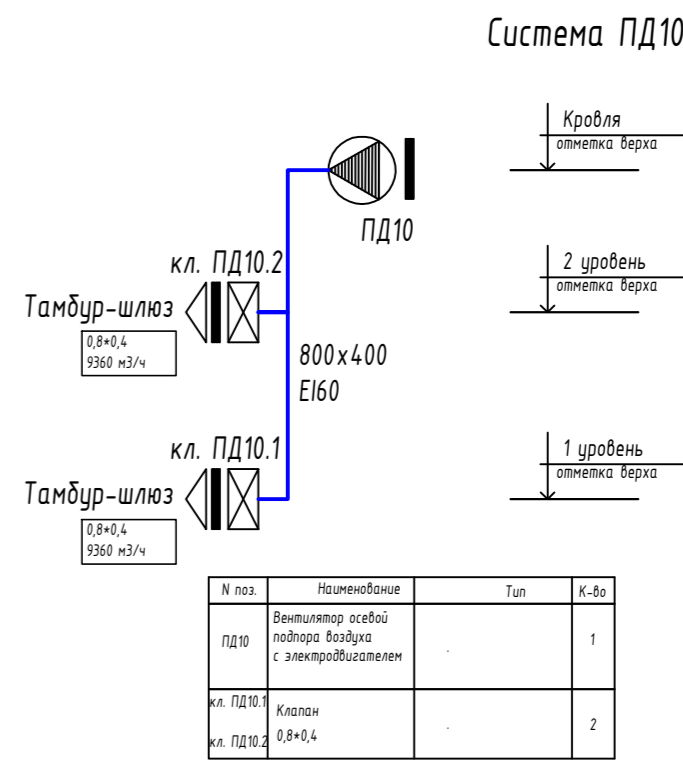 Система ПД10
Кровля
отметка верха
ПД10
кл. ПД10.2
2 уровень
отметка верха
Тамбур-шлюз
0,8*0,4
9360 м3/ч
800х400
EI60
кл. ПД10.1
1 уровень
отметка верха
Тамбур-шлюз
0,8*0,4
9360 м3/ч
N поз. Наименование Тип К-во
ПД10 Вентилятор осевой подпора воздуха с электродвигателем . 1
кл. ПД10.1 кл. ПД10.2 Клапан 0,8*0,4 . 2